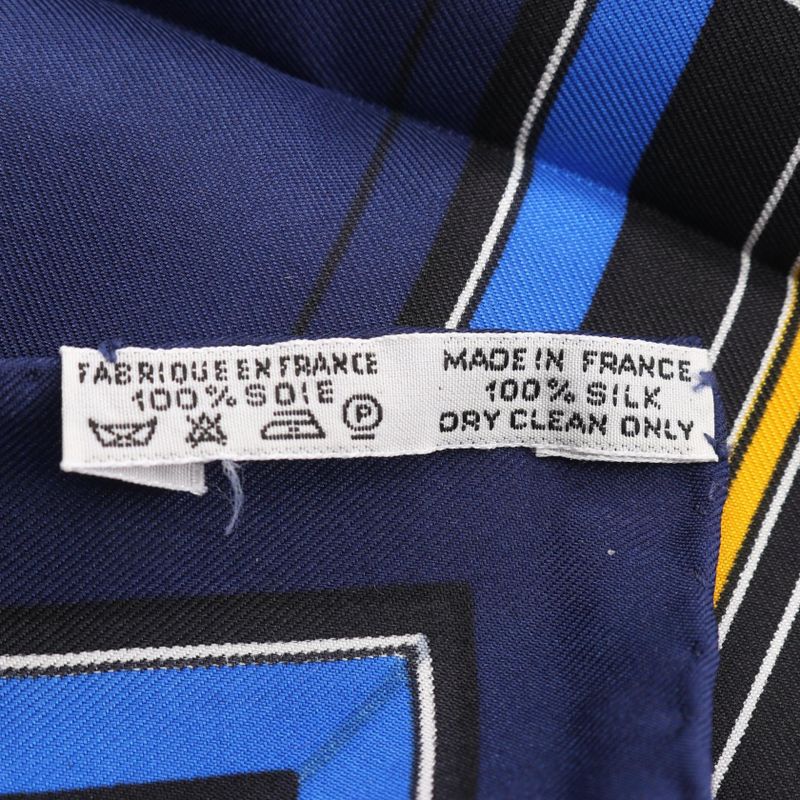 FABRIQUE EN FRANCE
100% SOIE
P
MADE IN FRANCE
100% SILK
DRY CLEAN ONLY